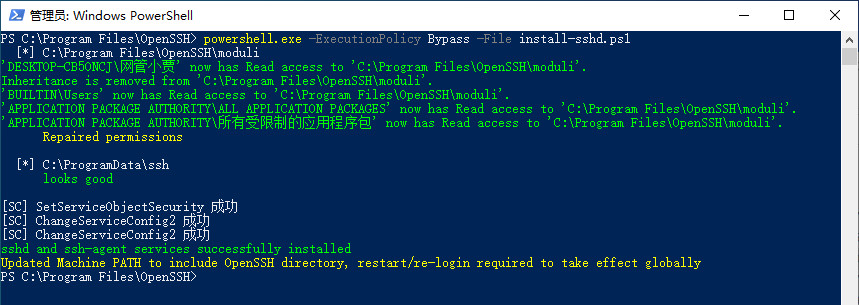 管理员: Windows PowerShell
PS C:\Program Files\OpenSSH> powershell.exe -ExecutionPolicy Bypass -File install-sshd.ps1
[*] C:\Program Files\OpenSSH\moduli
'DESKTOP-CB5ONCJ\网管小贾' now has Read access to 'C:\Program Files\OpenSSH\moduli'.
Inheritance is removed from 'C:\Program Files\OpenSSH\moduli'.
'BUILTIN\Users' now has Read access to 'C:\Program Files\OpenSSH\moduli'.
'APPLICATION PACKAGE AUTHORITY\ALL APPLICATION PACKAGES' now has Read access to 'C:\Program Files\OpenSSH\moduli'.
'APPLICATION PACKAGE AUTHORITY\所有受限制的应用程序包' now has Read access to 'C:\Program Files\OpenSSH\moduli'.
Repaired permissions
[*] C:\ProgramData\ssh
looks good
[SC] SetServiceObjectSecurity 成功
[SC] ChangeServiceConfig2 成功
[SC] ChangeServiceConfig2 成功
sshd and ssh-agent services successfully installed
Updated Machine PATH to include OpenSSH directory, restart/re-login required to take effect globally
PS C:\Program Files\OpenSSH>